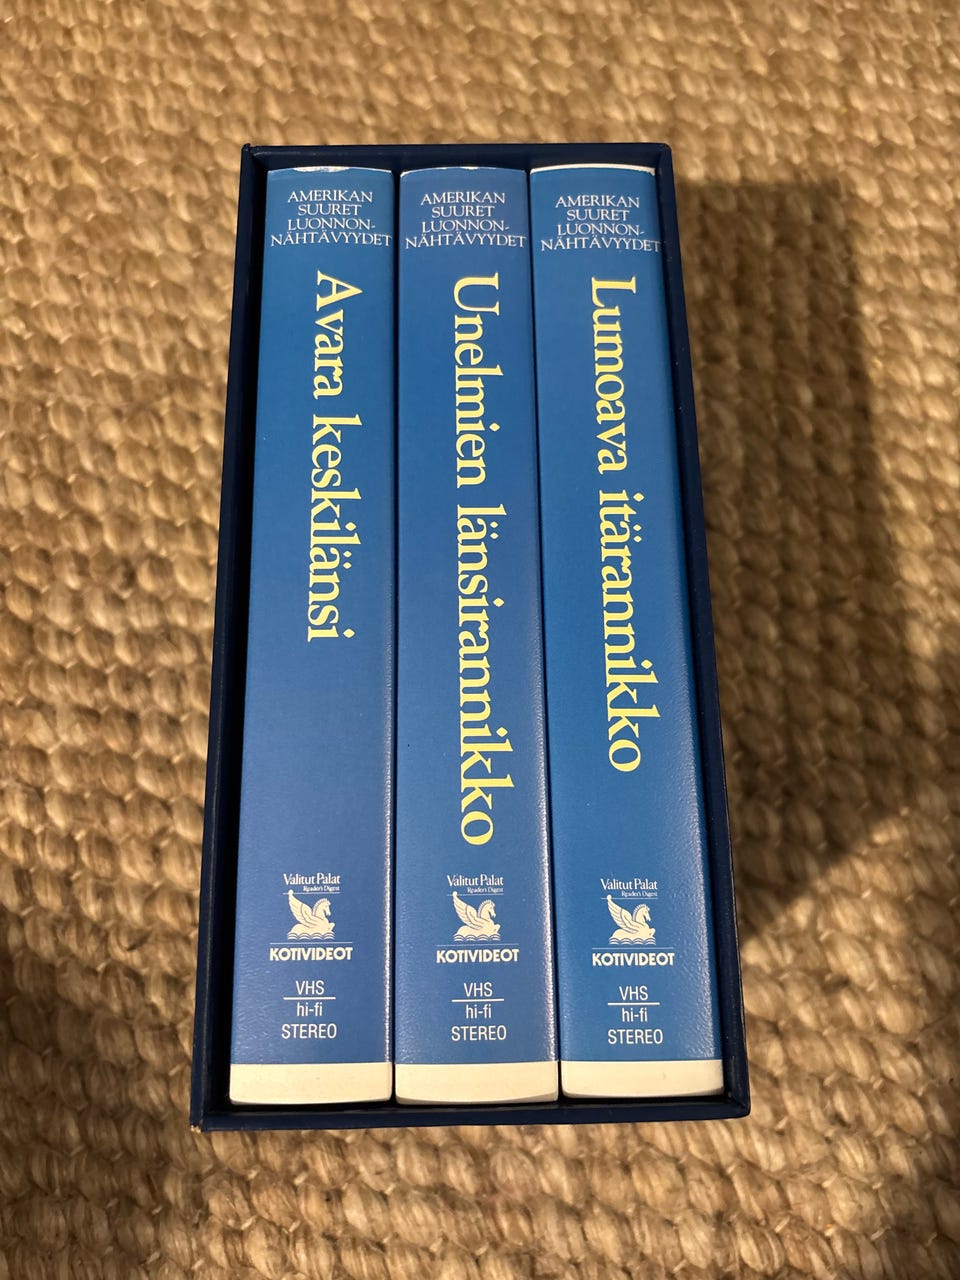 AMERIKAN
SUURET
LUONNON-
NÄHTÄVYYDET
Avara keskilänsi
Valitut Palat
Reader's Digest
KOTIVIDEOT
VHS
hi-fi
STEREO
AMERIKAN
SUURET
LUONNON-
NÄHTÄVYYDET
Unelmien länsirannikko
Valitut Palat
Reader's Digest
KOTIVIDEOT
VHS
hi-fi
STEREO
AMERIKAN
SUURET
LUONNON-
NÄHTÄVYYDET
Lumoava itärannikko
Valitut Palat
Reader's Digest
KOTIVIDEOT
VHS
hi-fi
STEREO